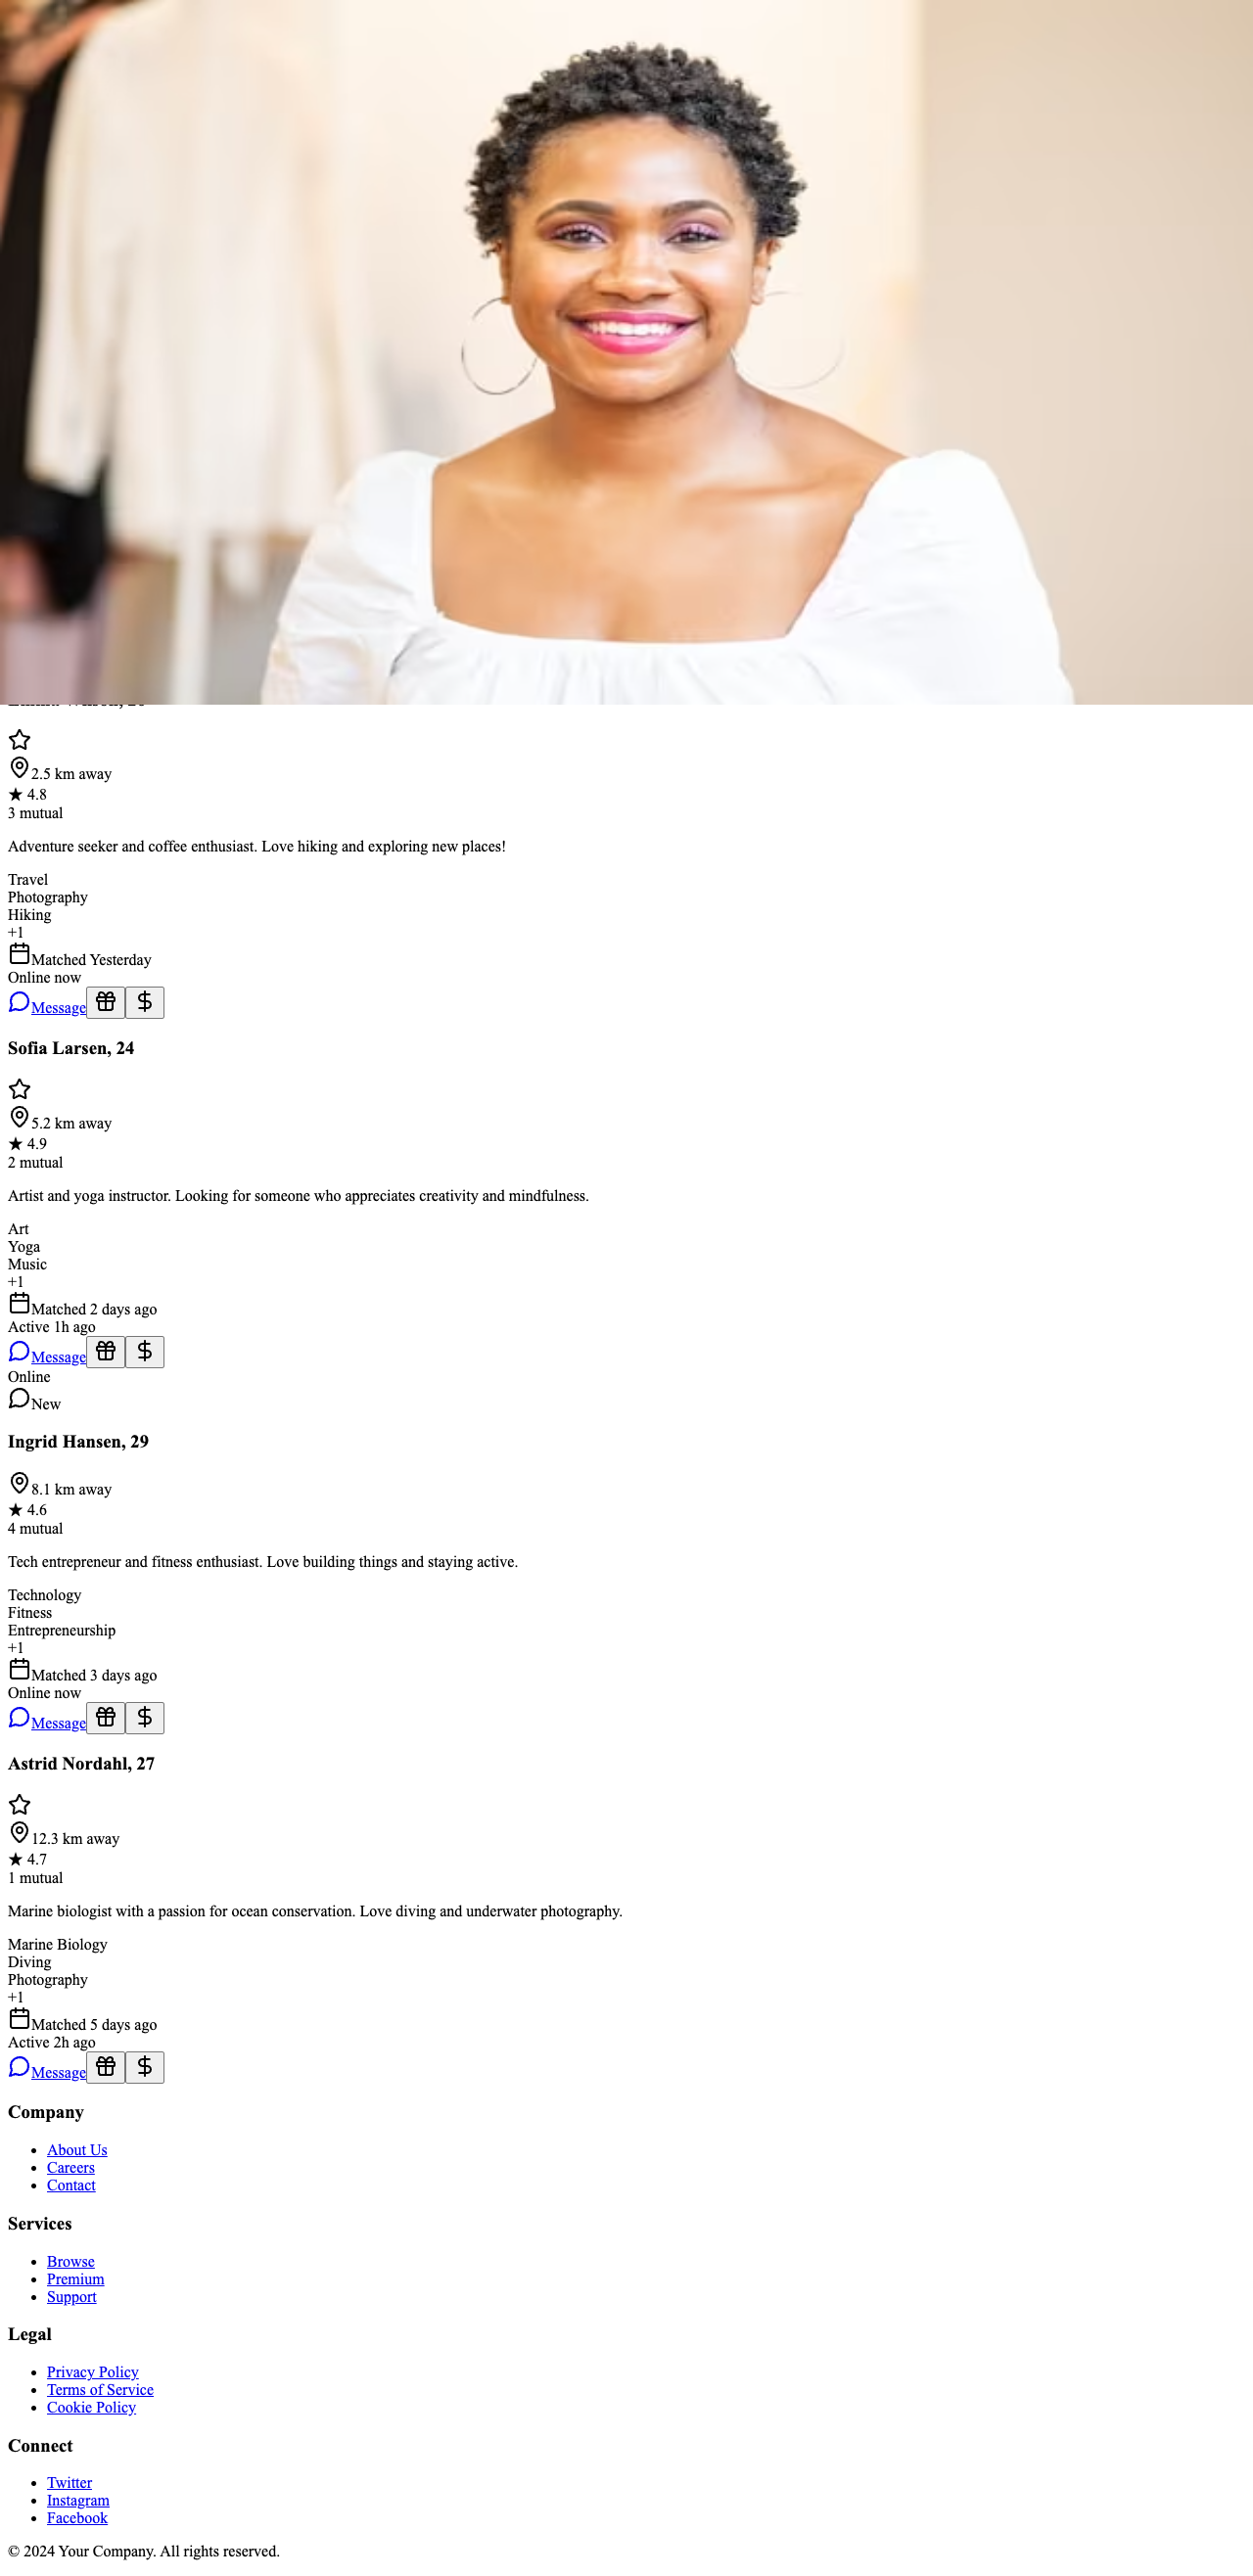 2.5 km away
★ 4.8
3 mutual
Adventure seeker and coffee enthusiast. Love hiking and exploring new places!
Travel
Photography
Hiking
+1
Matched Yesterday
Online now
Message
Sofia Larsen, 24
5.2 km away
★ 4.9
2 mutual
Artist and yoga instructor. Looking for someone who appreciates creativity and mindfulness.
Art
Yoga
Music
+1
Matched 2 days ago
Active 1h ago
Message
Online
New
Ingrid Hansen, 29
8.1 km away
★ 4.6
4 mutual
Tech entrepreneur and fitness enthusiast. Love building things and staying active.
Technology
Fitness
Entrepreneurship
+1
Matched 3 days ago
Online now
Message
Astrid Nordahl, 27
12.3 km away
★ 4.7
1 mutual
Marine biologist with a passion for ocean conservation. Love diving and underwater photography.
Marine Biology
Diving
Photography
+1
Matched 5 days ago
Active 2h ago
Message
Company
About Us
Careers
Contact
Services
Browse
Premium
Support
Legal
Privacy Policy
Terms of Service
Cookie Policy
Connect
Twitter
Instagram
Facebook
© 2024 Your Company. All rights reserved.